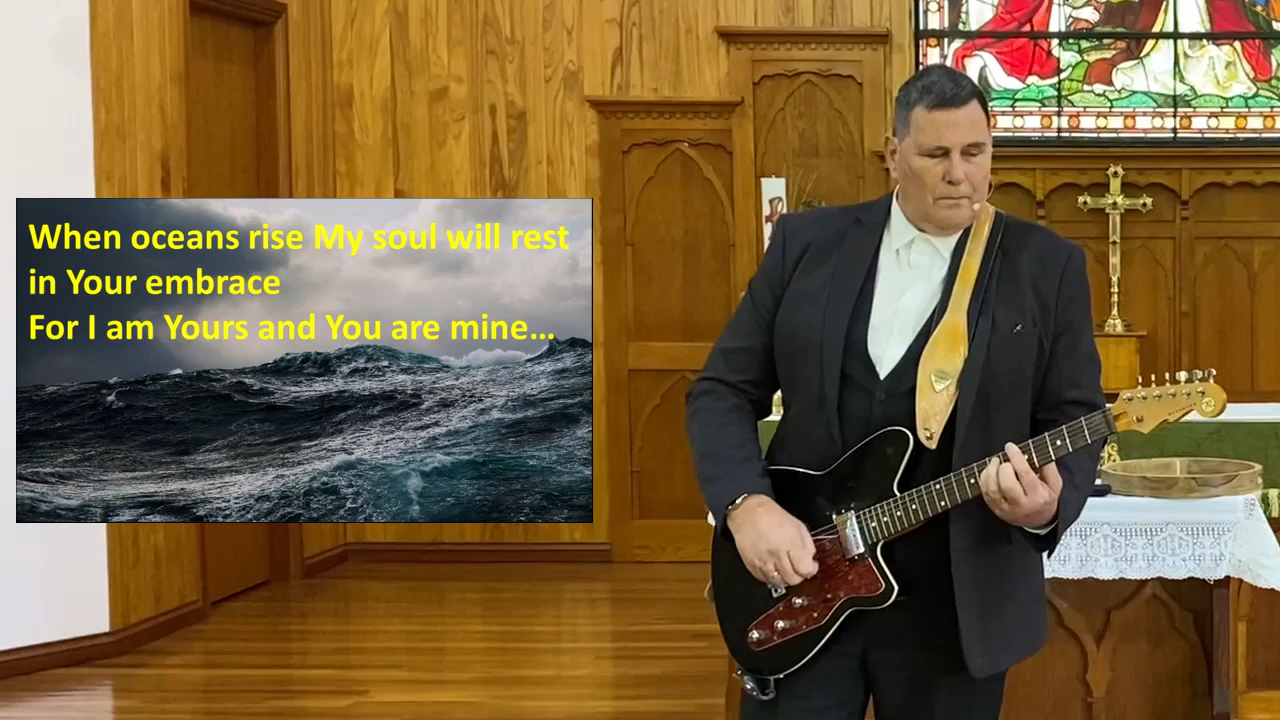 When oceans rise My soul will rest
in Your embrace
For I am Yours and You are mine…